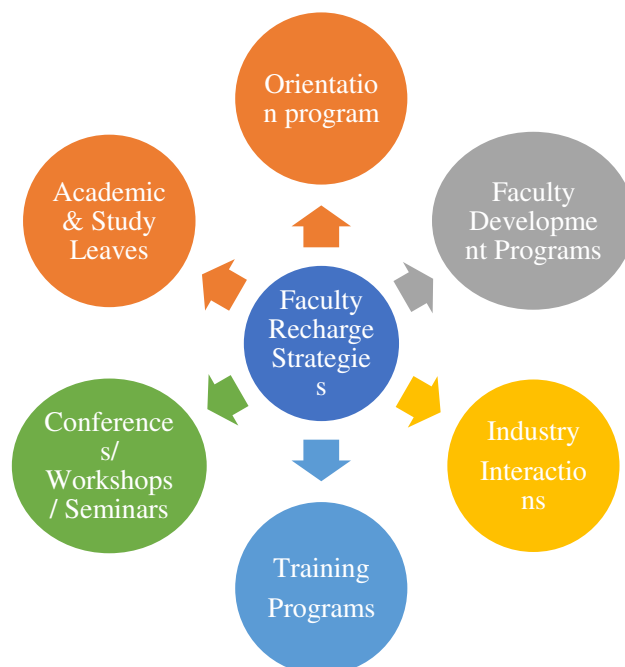 Orientatio
n program
Academic
& Study
Leaves
Faculty
Developme
nt Programs
Faculty
Recharge
Strategie
s
Conference
s/
Workshops
/ Seminars
Industry
Interactio
ns
Training
Programs